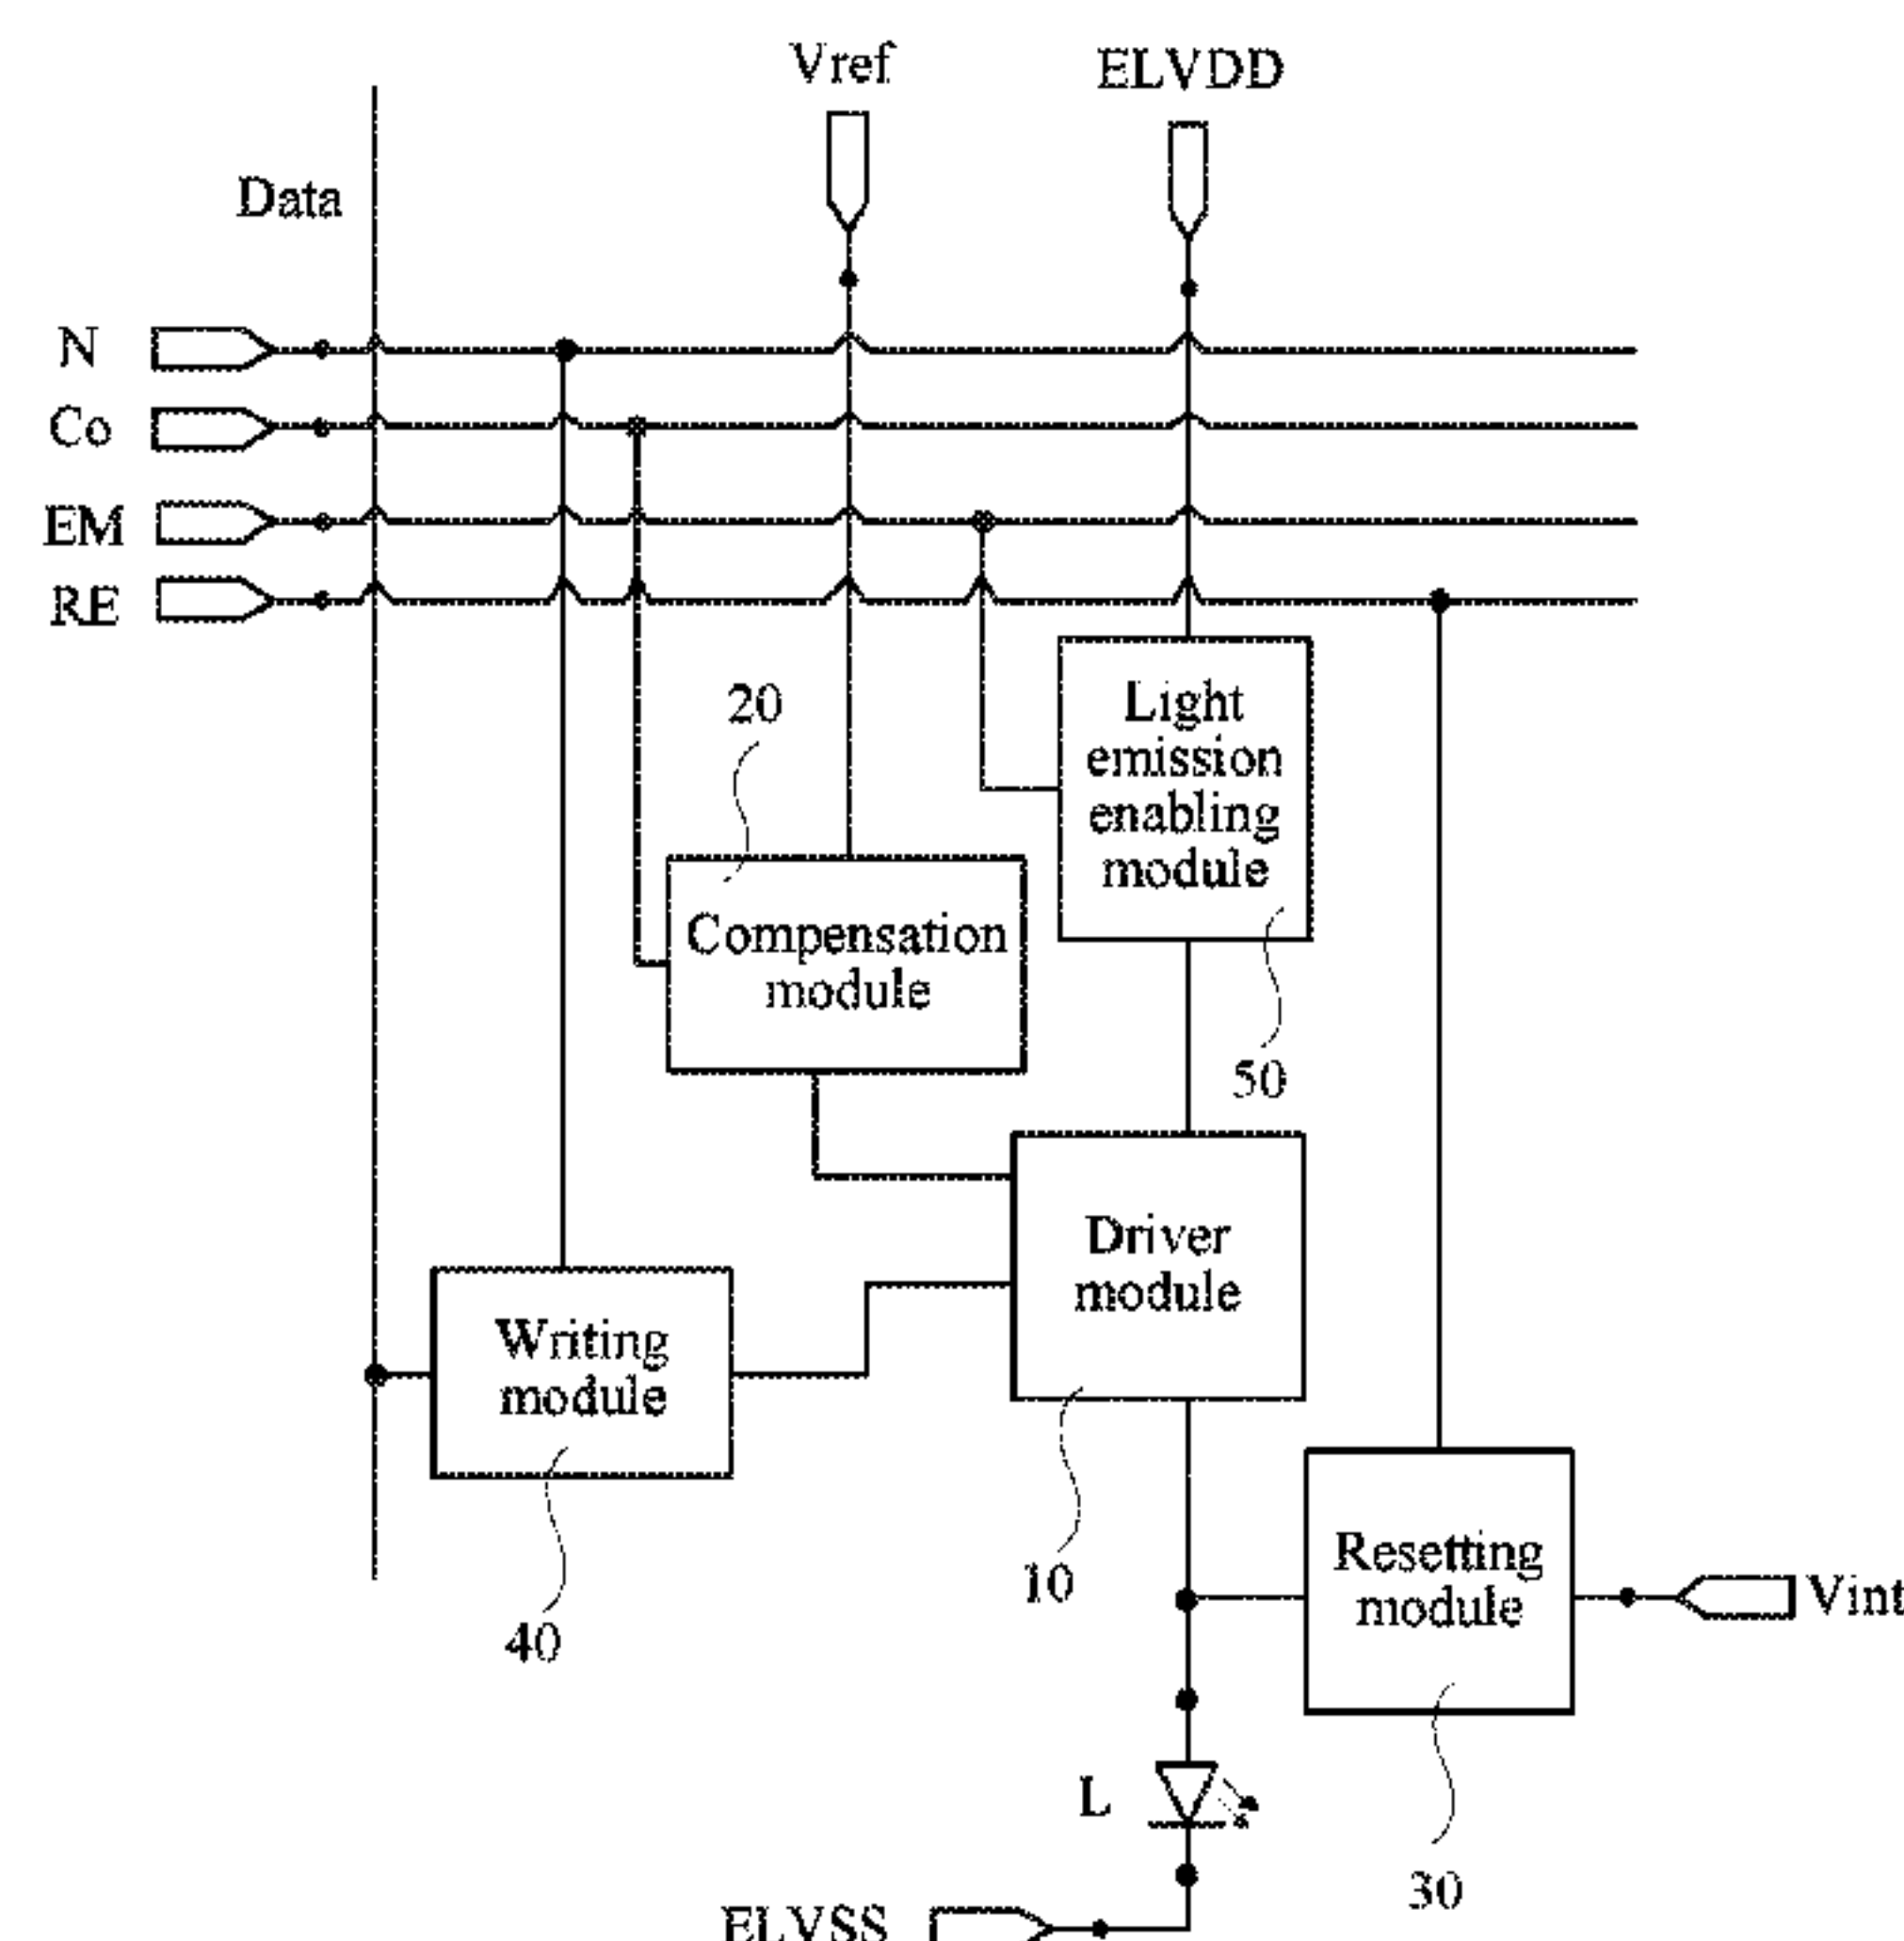 Vref
ELVDD
Data
N
Co
EM
RE
20
Light
emission
enabling
module
Compensation
module
50
Driver
module
Writing
module
10
Resetting
module
Vint
40
L
30
ELVSS